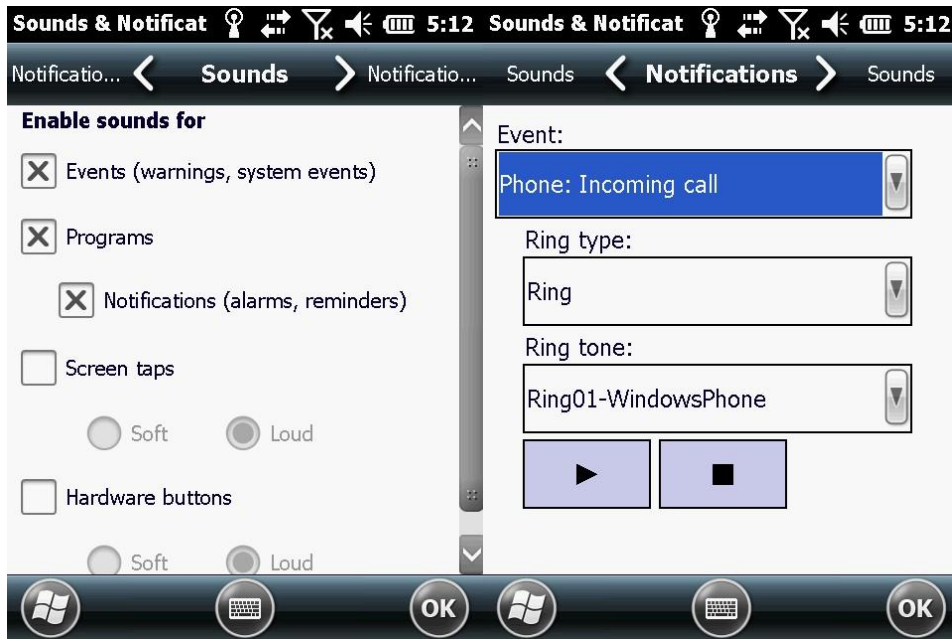 Sounds & Notificat 5:12
Notificatio... Sounds Notificatio...
Enable sounds for
Events (warnings, system events)
Programs
Notifications (alarms, reminders)
Screen taps
Soft Loud
Hardware buttons
Soft Loud
OK
Sounds & Notificat 5:12
Sounds Notifications Sounds
Event:
Phone: Incoming call
Ring type:
Ring
Ring tone:
Ring01-WindowsPhone
OK